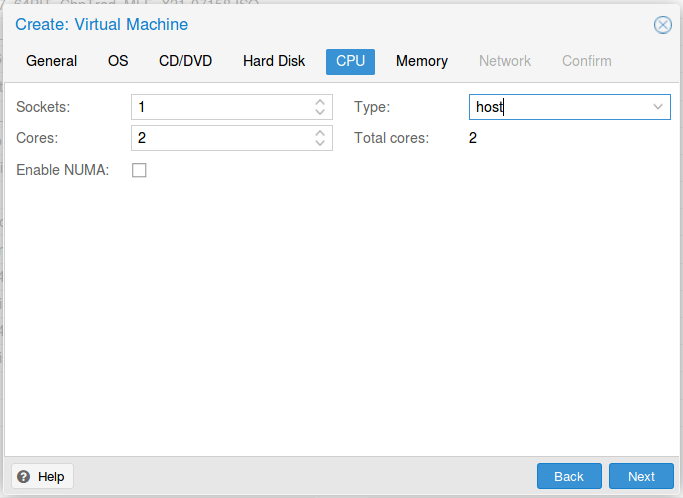 Create: Virtual Machine
General OS CD/DVD Hard Disk CPU Memory Network Confirm
Sockets: 1 Type: host
Cores: 2 Total cores: 2
Enable NUMA:
Help Back Next